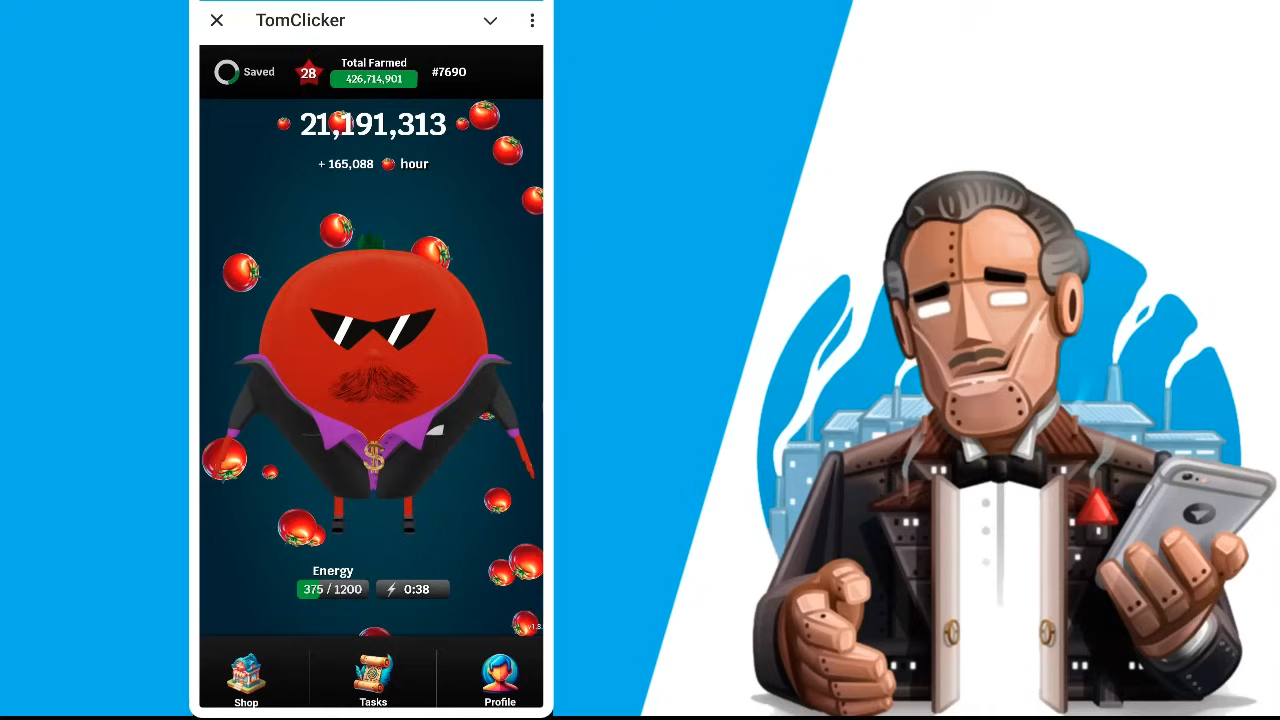 TomClicker
Saved
28
Total Farmed
426,714,901
#7690
21,191,313
+ 165,088 hour
Energy
375 / 1200
0:38
Shop
Tasks
Profile